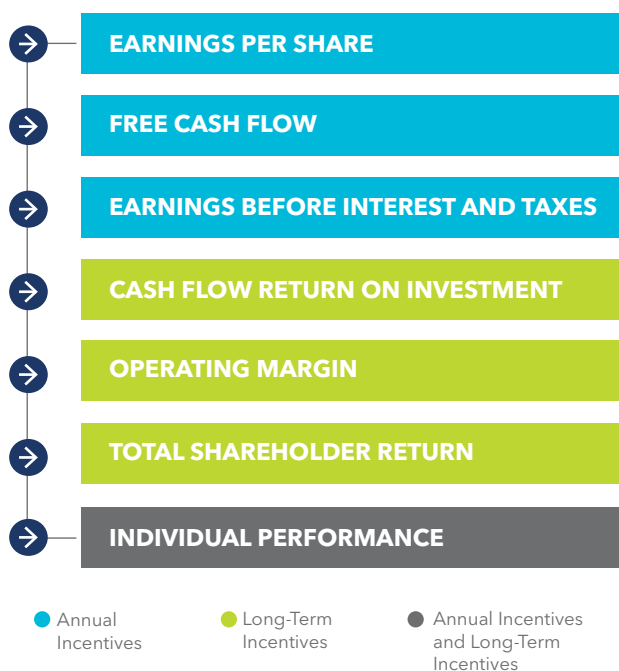 EARNINGS PER SHARE
FREE CASH FLOW
EARNINGS BEFORE INTEREST AND TAXES
CASH FLOW RETURN ON INVESTMENT
OPERATING MARGIN
TOTAL SHAREHOLDER RETURN
INDIVIDUAL PERFORMANCE
Annual
Incentives
Long-Term
Incentives
Annual Incentives
and Long-Term
Incentives